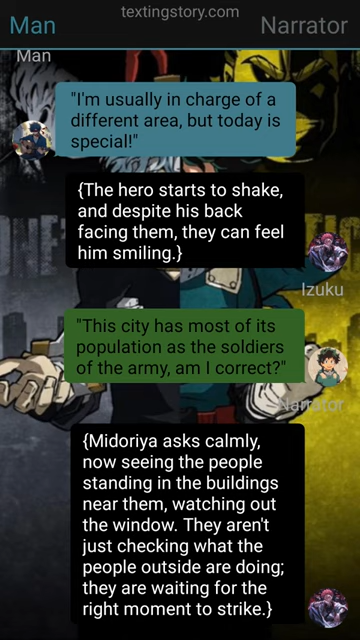 textingstory.com
Man
Narrator
Man
"I'm usually in charge of a
different area, but today is
special!"
{The hero starts to shake,
and despite his back
facing them, they can feel
him smiling.}
Izuku
"This city has most of its
population as the soldiers
of the army, am I correct?"
Narrator
{Midoriya asks calmly,
now seeing the people
standing in the buildings
near them, watching out
the window. They aren't
just checking what the
people outside are doing;
they are waiting for the
right moment to strike.}